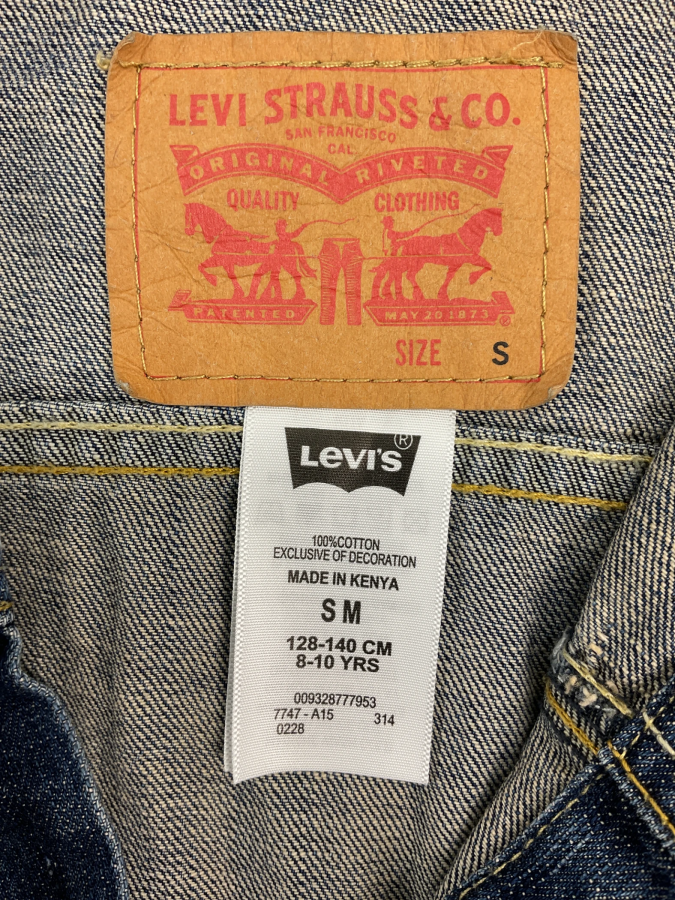 LEVI STRAUSS & CO.
SAN FRANCISCO
CAL.
ORIGINAL RIVETED
QUALITY CLOTHING
PATENTED MAY 20 1873 ®
SIZE S
LEVI'S ®
100%COTTON
EXCLUSIVE OF DECORATION
MADE IN KENYA
S M
128-140 CM
8-10 YRS
009328777953
7747 - A15 314
0228